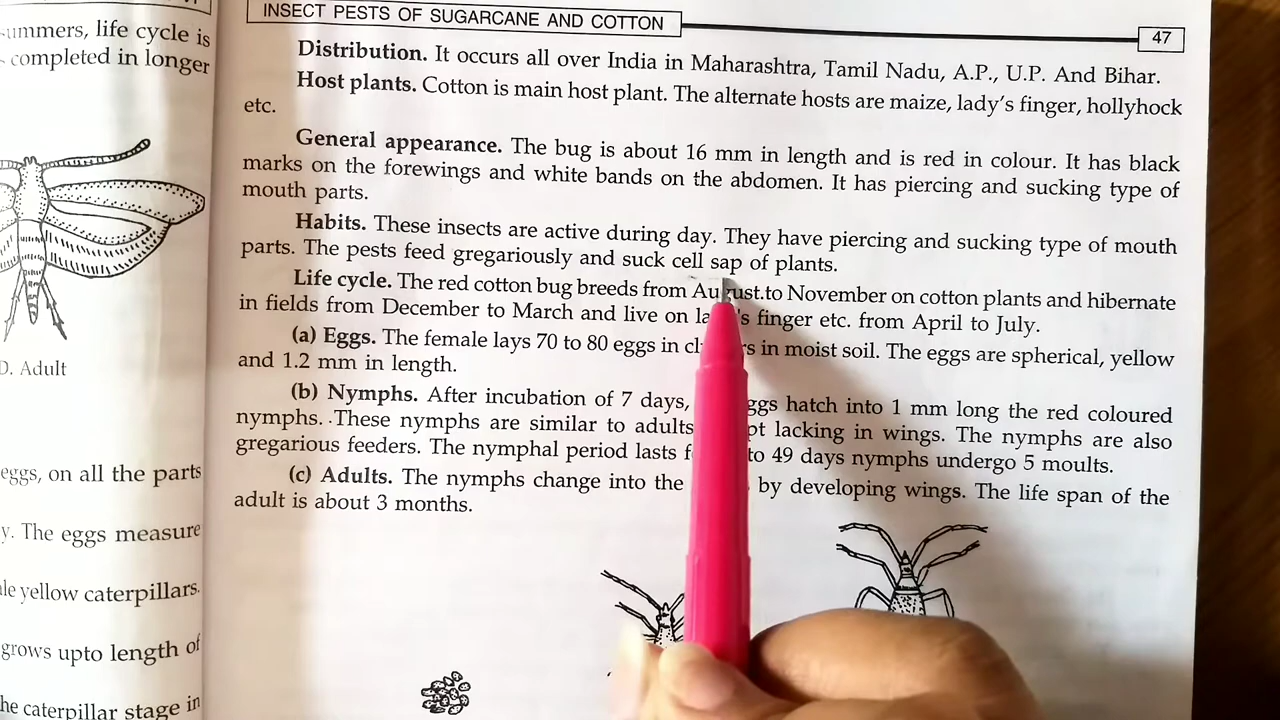 ummers, life cycle is
completed in longer
D. Adult
eggs, on all the parts
y. The eggs measure
le yellow caterpillars.
grows upto length of
he caterpillar stage in
INSECT PESTS OF SUGARCANE AND COTTON
47
Distribution. It occurs all over India in Maharashtra, Tamil Nadu, A.P., U.P. And Bihar.
Host plants. Cotton is main host plant. The alternate hosts are maize, lady's finger, hollyhock
etc.
General appearance. The bug is about 16 mm in length and is red in colour. It has black
marks on the forewings and white bands on the abdomen. It has piercing and sucking type of
mouth parts.
Habits. These insects are active during day. They have piercing and sucking type of mouth
parts. The pests feed gregariously and suck cell sap of plants.
Life cycle. The red cotton bug breeds from August.to November on cotton plants and hibernate
in fields from December to March and live on la 's finger etc. from April to July.
(a) Eggs. The female lays 70 to 80 eggs in cl rs in moist soil. The eggs are spherical, yellow
and 1.2 mm in length.
(b) Nymphs. After incubation of 7 days, ggs hatch into 1 mm long the red coloured
nymphs. These nymphs are similar to adults pt lacking in wings. The nymphs are also
gregarious feeders. The nymphal period lasts f to 49 days nymphs undergo 5 moults.
(c) Adults. The nymphs change into the by developing wings. The life span of the
adult is about 3 months.